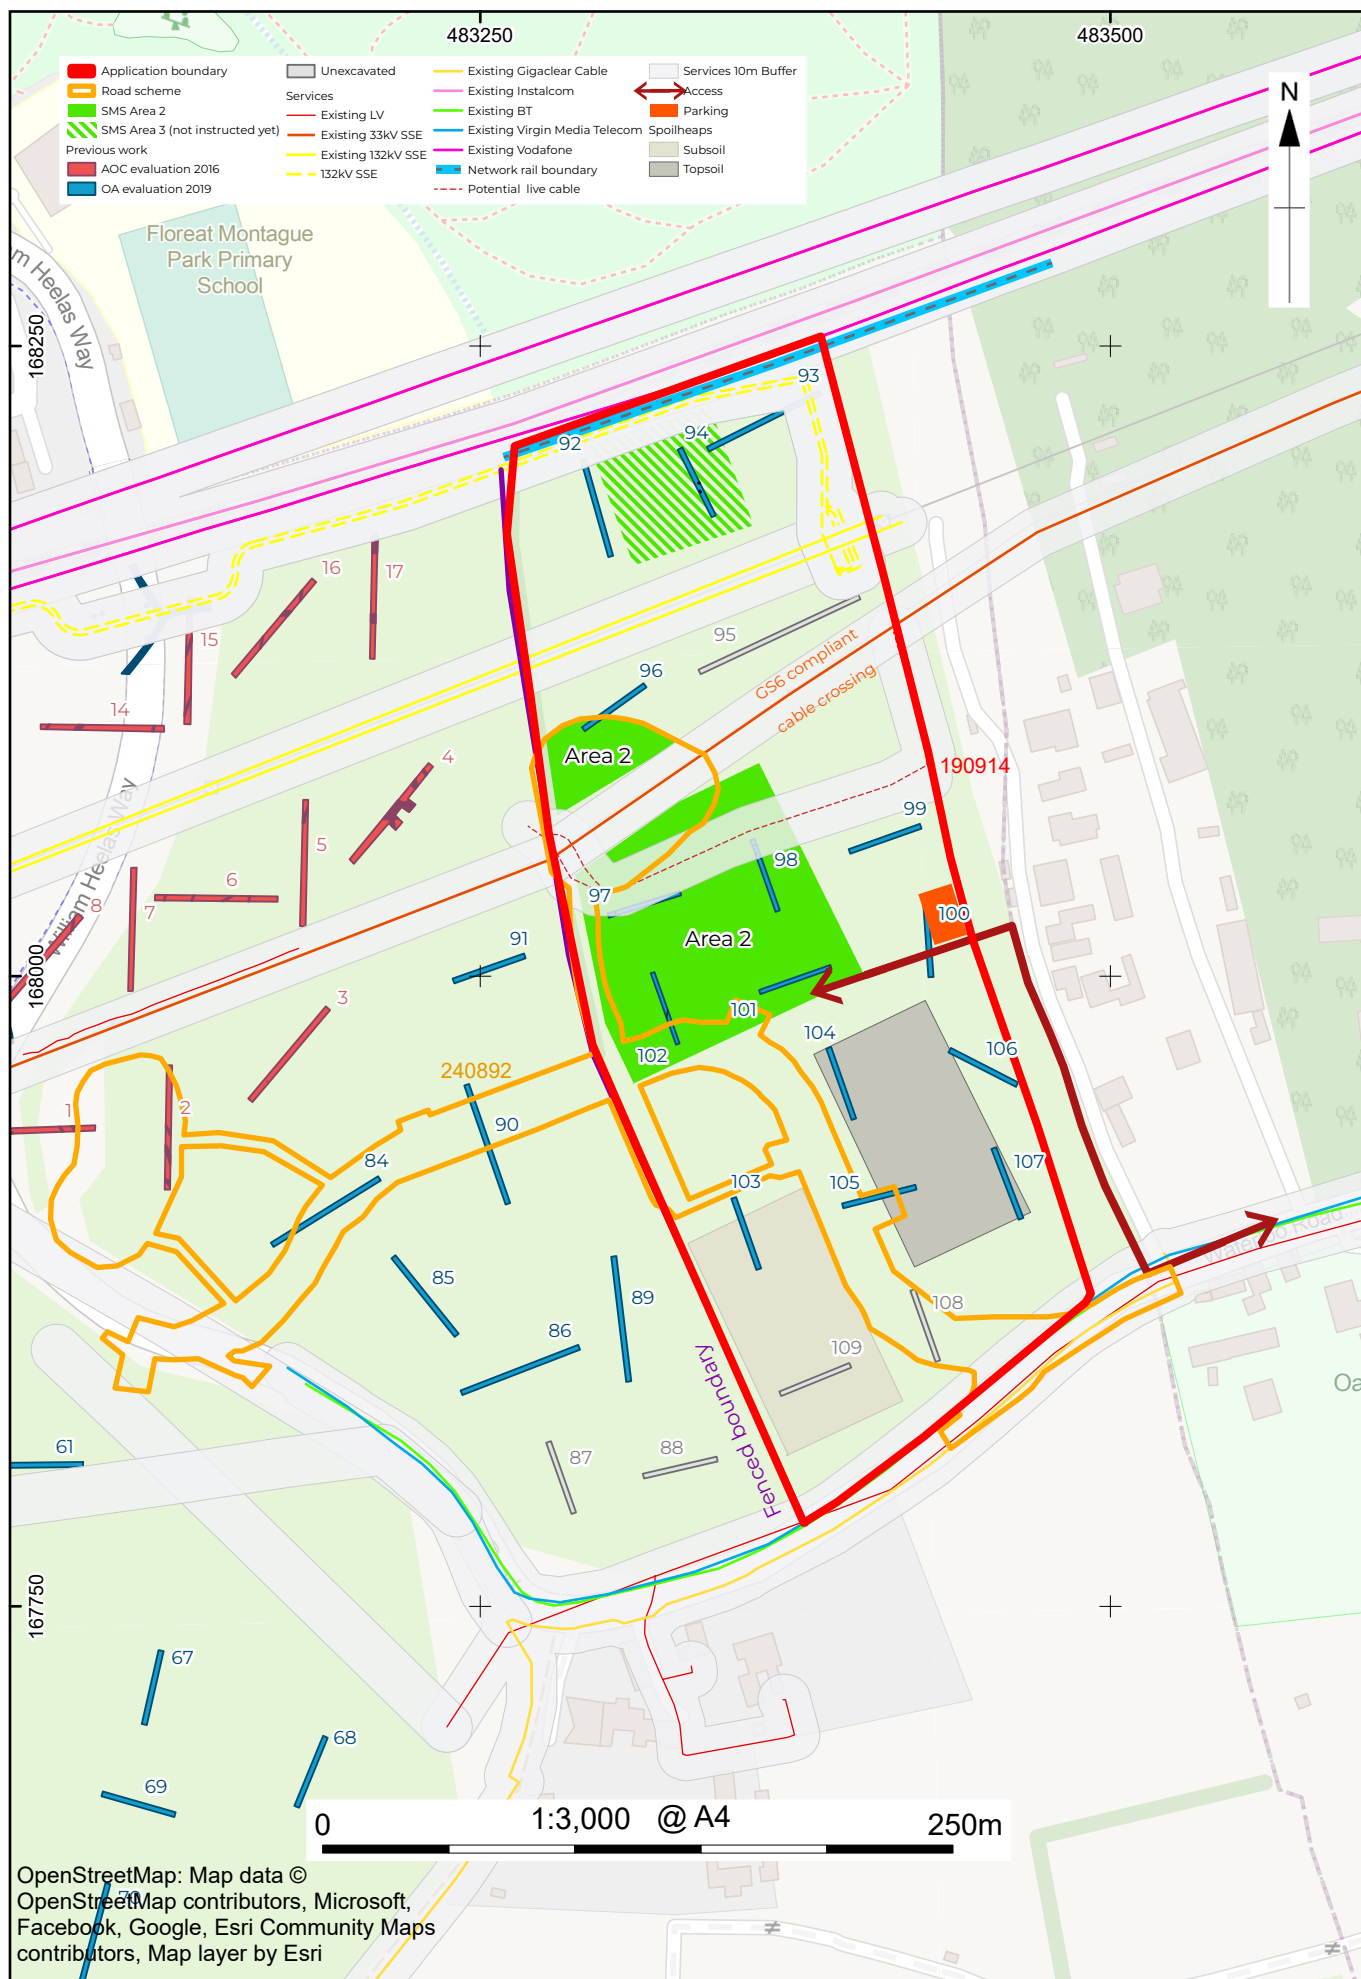 483250
483500
Application boundary
Road scheme
SMS Area 2
SMS Area 3 (not instructed yet)
Previous work
AOC evaluation 2016
OA evaluation 2019
Unexcavated
Services
Existing LV
Existing 33kV SSE
Existing 132kV SSE
132kV SSE
Existing Gigaclear Cable
Existing Instalcom
Existing BT
Existing Virgin Media Telecom
Existing Vodafone
Network rail boundary
Potential live cable
Services 10m Buffer
Access
Parking
Spoilheaps
Subsoil
Topsoil
N
Floreat Montague
Park Primary
School
m Heelas Way
168250
93
92
94
16
17
15
95
96
14
GS6 compliant
cable crossing
Area 2
190914
4
5
99
98
6
7
8
William Heelas Way
97
100
Area 2
91
168000
3
101
102
104
106
240892
1
2
90
84
103
105
107
85
89
86
108
109
Waterloo Road
Fenced boundary
Oa
61
87
88
167750
67
68
69
70
0
1:3,000 @ A4
250m
OpenStreetMap: Map data ©
OpenStreetMap contributors, Microsoft,
Facebook, Google, Esri Community Maps
contributors, Map layer by Esri